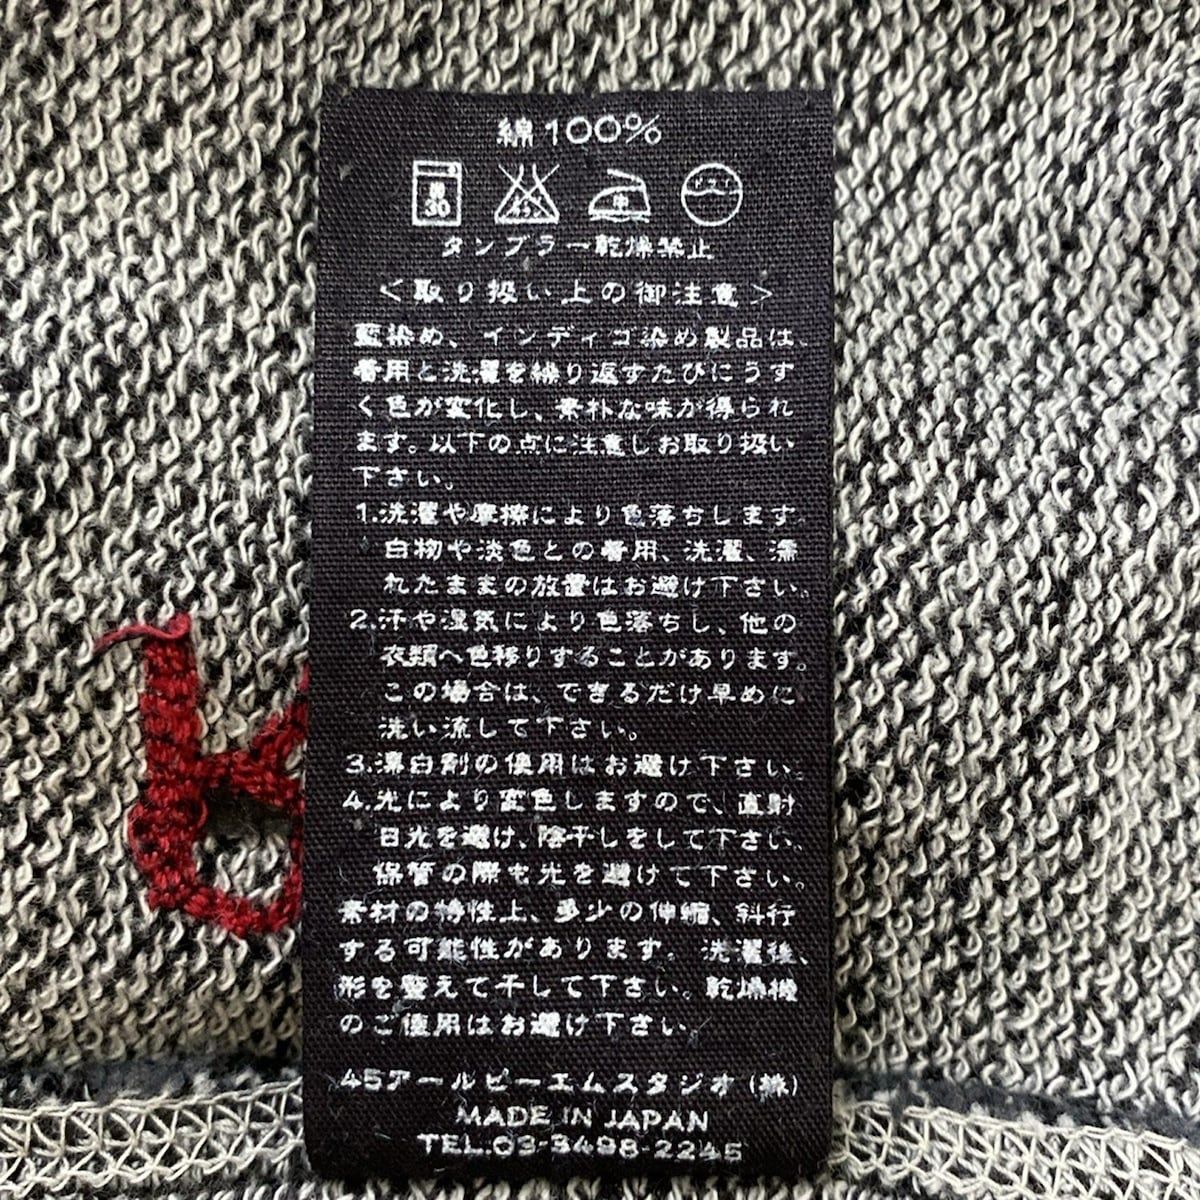 綿100%
弱
30
エンソ
サラシ
中
ドライ
タンブラー乾燥禁止
<取り扱い上の御注意>
藍染め、インディゴ染め製品は、
着用と洗濯を繰り返すたびにうす
く色が変化し、素朴な味が得られ
ます。以下の点に注意しお取り扱い
下さい。
1.洗濯や摩擦により色落ちします。
白物や淡色との着用、洗濯、濡
れたままの放置はお避け下さい。
2.汗や湿気により色落ちし、他の
衣類へ色移りすることがあります。
この場合は、できるだけ早めに
洗い流して下さい。
3.漂白剤の使用はお避け下さい。
4.光により変色しますので、直射
日光を避け、陰干しをして下さい。
保管の際も光を避けて下さい。
素材の特性上、多少の伸縮、斜行
する可能性があります。洗濯後、
形を整えて干して下さい。乾燥機
のご使用はお避け下さい。
45アールピーエムスタジオ(株)
MADE IN JAPAN
TEL.03-3498-2245